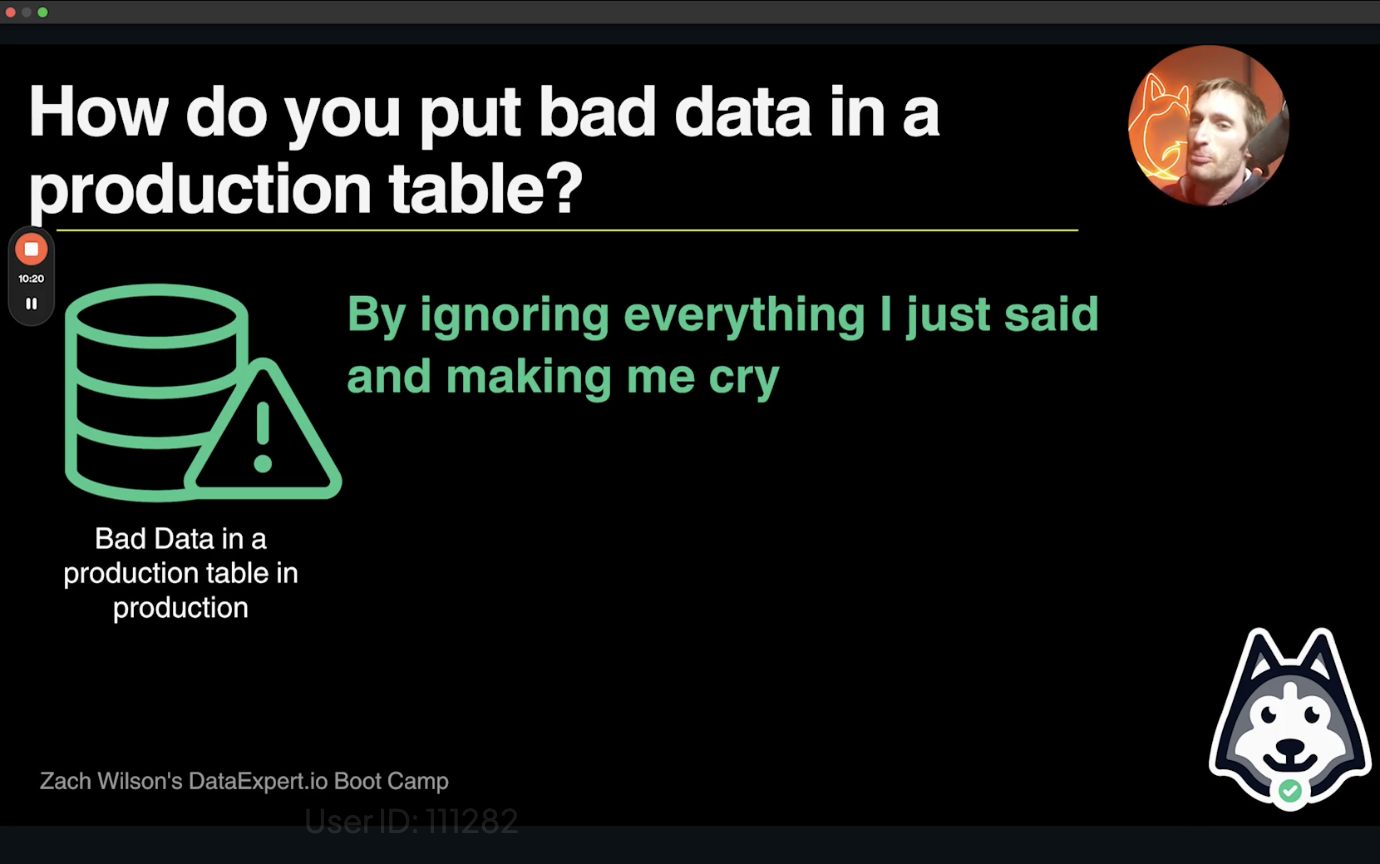 How do you put bad data in a
production table?
10:20
By ignoring everything I just said
and making me cry
Bad Data in a
production table in
production
Zach Wilson's DataExpert.io Boot Camp
User ID: 111282